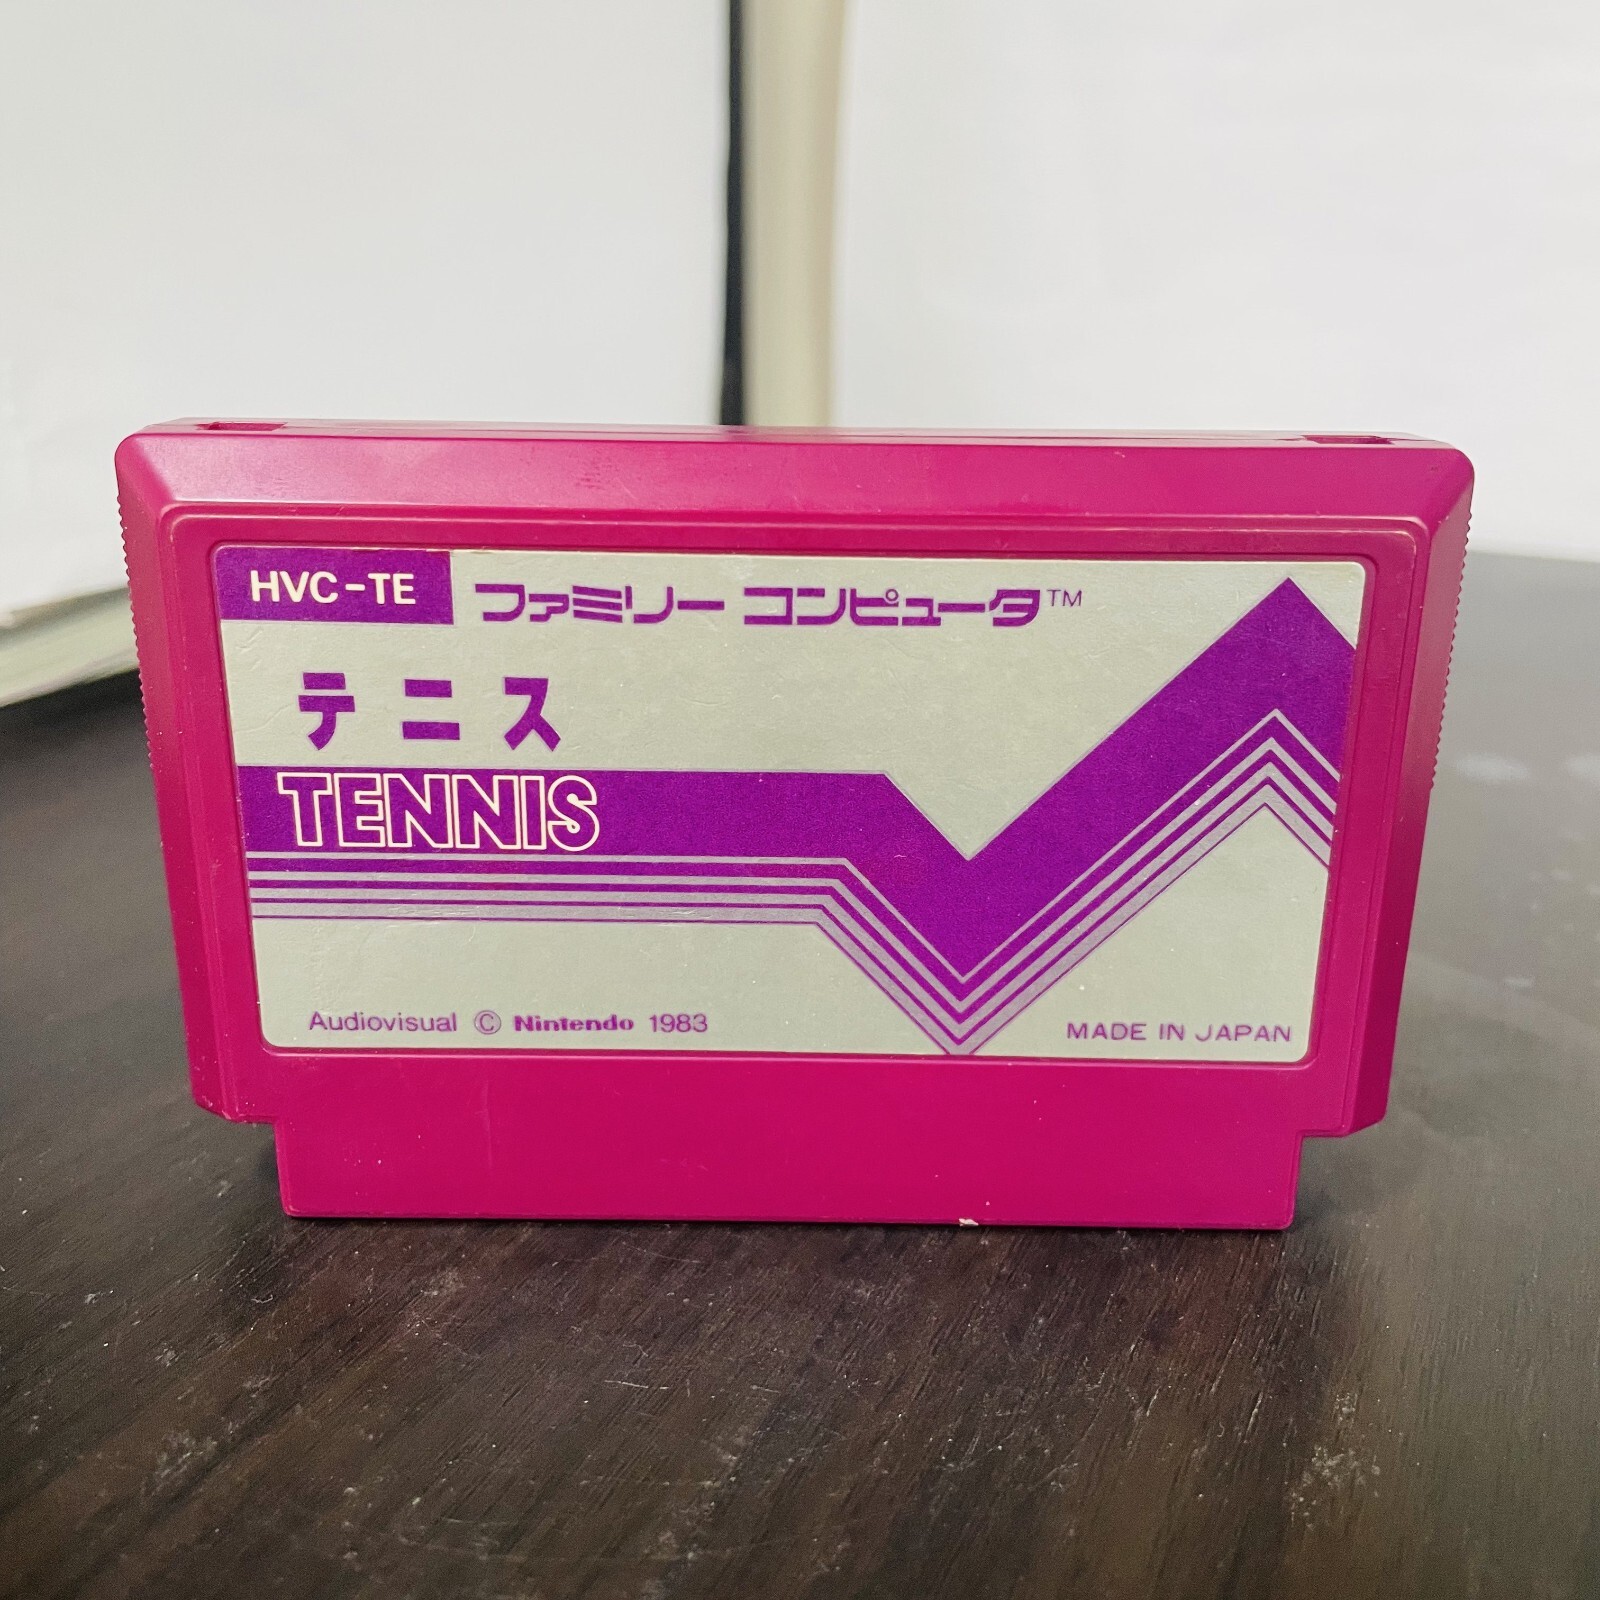 HVC-TE ファミリー コンピュータ™
テニス
TENNIS
Audiovisual © Nintendo 1983
MADE IN JAPAN